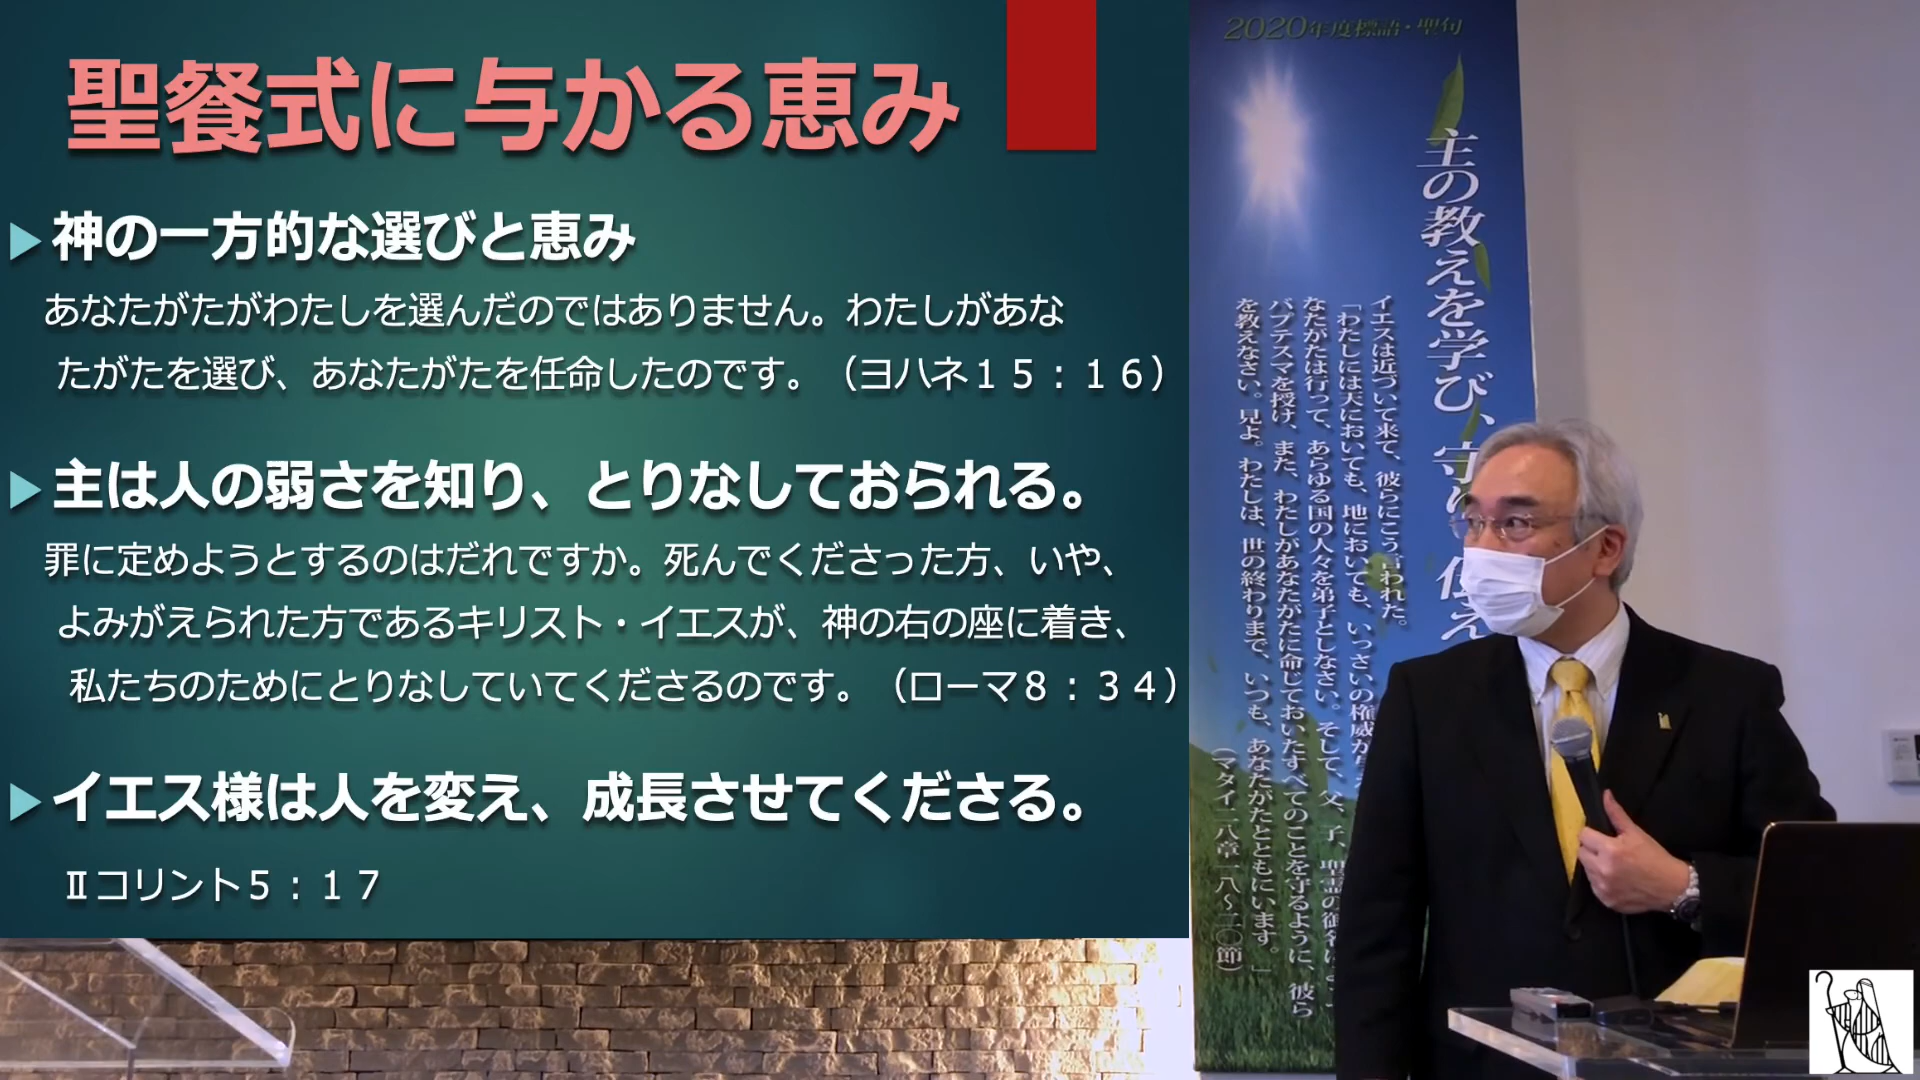 聖餐式に与かる恵み
神の一方的な選びと恵み
あなたがたがわたしを選んだのではありません。わたしがあな
たがたを選び、あなたがたを任命したのです。（ヨハネ１５：１６）
主は人の弱さを知り、とりなしておられる。
罪に定めようとするのはだれですか。死んでくださった方、いや、
よみがえられた方であるキリスト・イエスが、神の右の座に着き、
私たちのためにとりなしていてくださるのです。（ローマ８：３４）
イエス様は人を変え、成長させてくださる。
Ⅱコリント５：１７
2020年度標語・聖句
主の教えを学び、守り、伝え
イエスは近づいて来て、彼らにこう言われた。
「わたしには天においても、地においても、いっさいの権威が
なたがたは行って、あらゆる国の人々を弟子としなさい。そして、父、子、聖霊の御名
バプテスマを授け、また、わたしがあなたがたに命じておいたすべてのことを守るように、彼ら
を教えなさい。見よ。わたしは、世の終わりまで、いつも、あなたがたとともにいます。」
（マタイ二八章一八～二〇節）